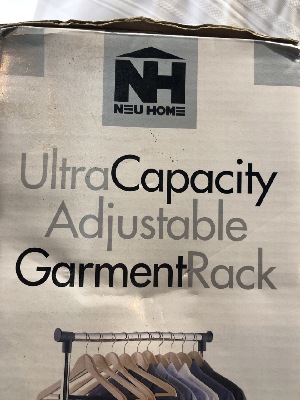 NH
NEU HOME
UltraCapacity
Adjustable
GarmentRack